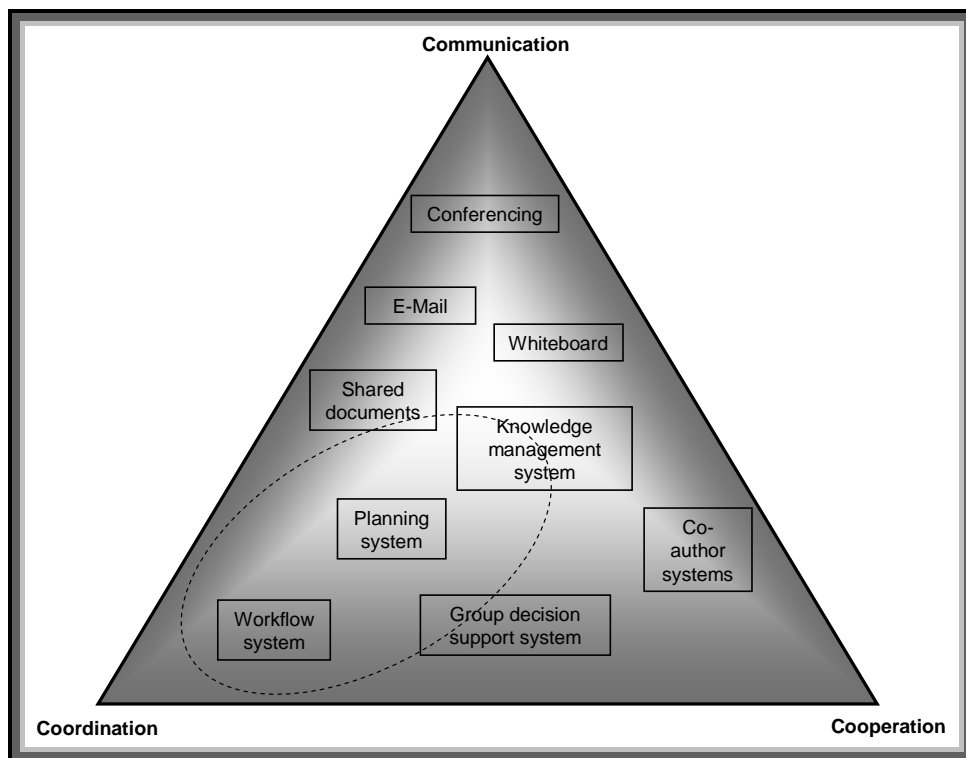 Communication
Conferencing
E-Mail
Whiteboard
Shared
documents
Knowledge
management
system
Planning
system
Co-
author
systems
Workflow
system
Group decision
support system
Coordination
Cooperation